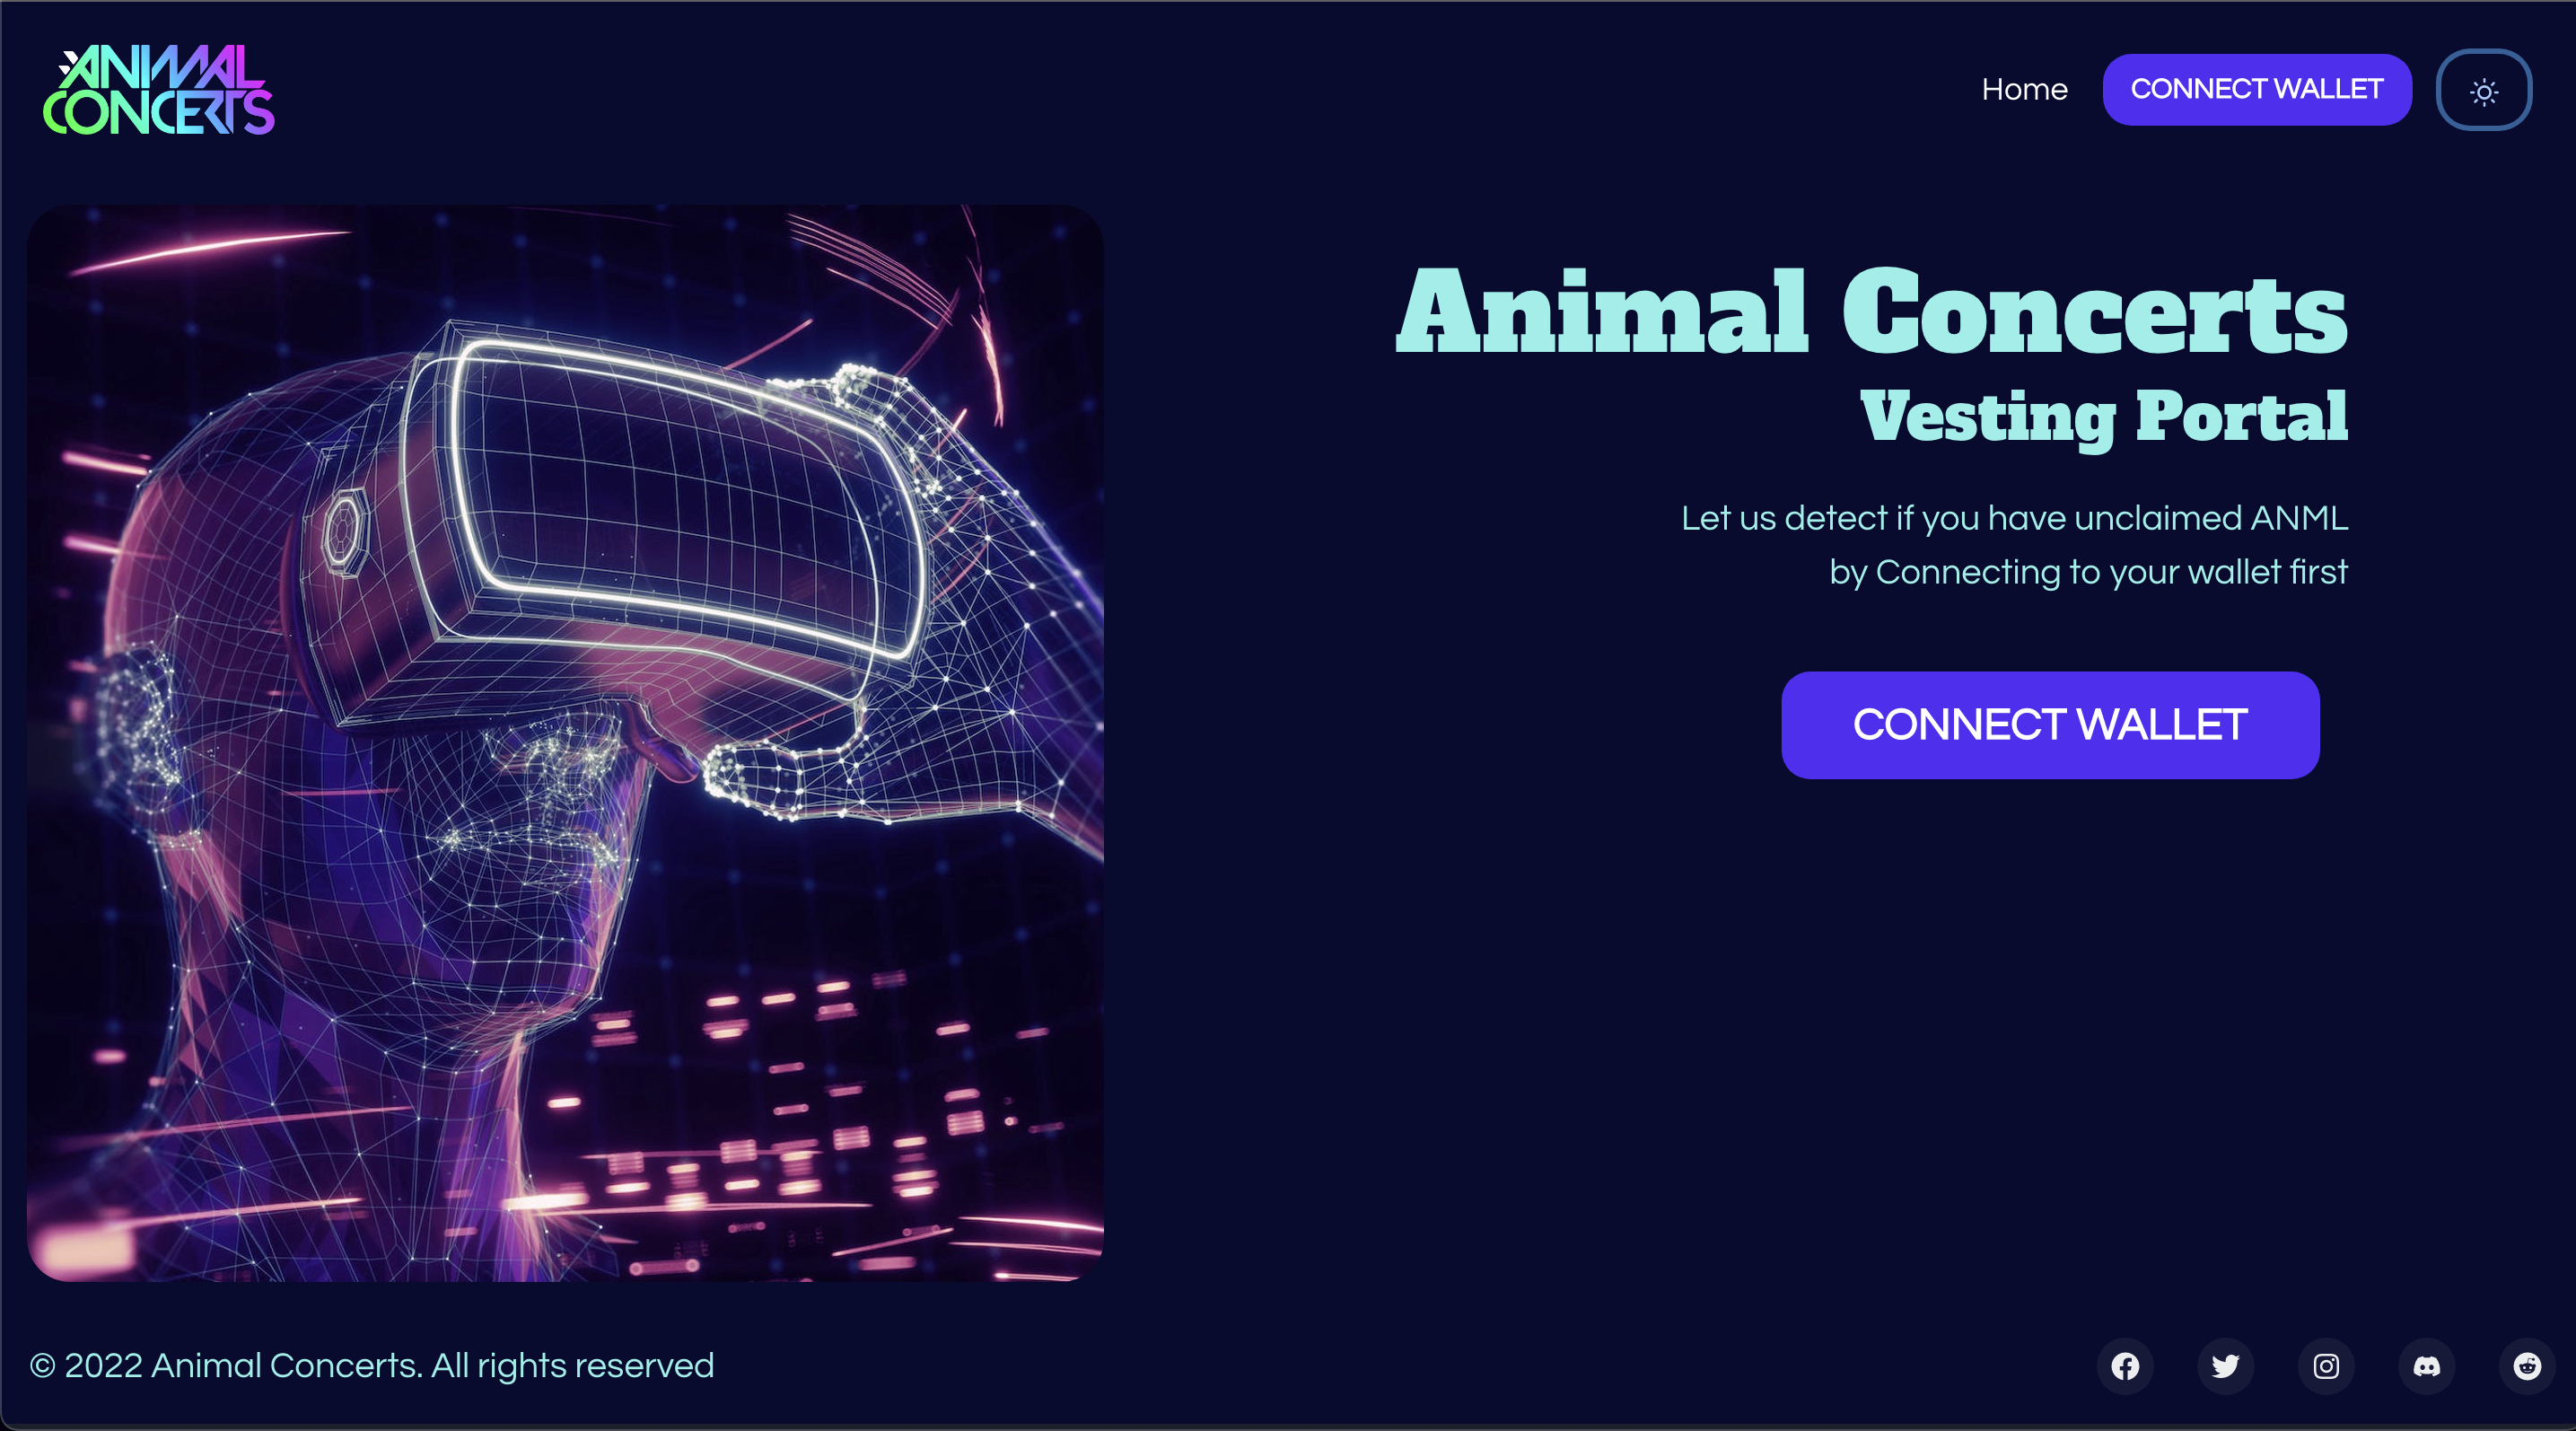 ANIMAL
CONCERTS
Home
CONNECT WALLET
Animal Concerts
Vesting Portal
Let us detect if you have unclaimed ANML
by Connecting to your wallet first
CONNECT WALLET
© 2022 Animal Concerts. All rights reserved